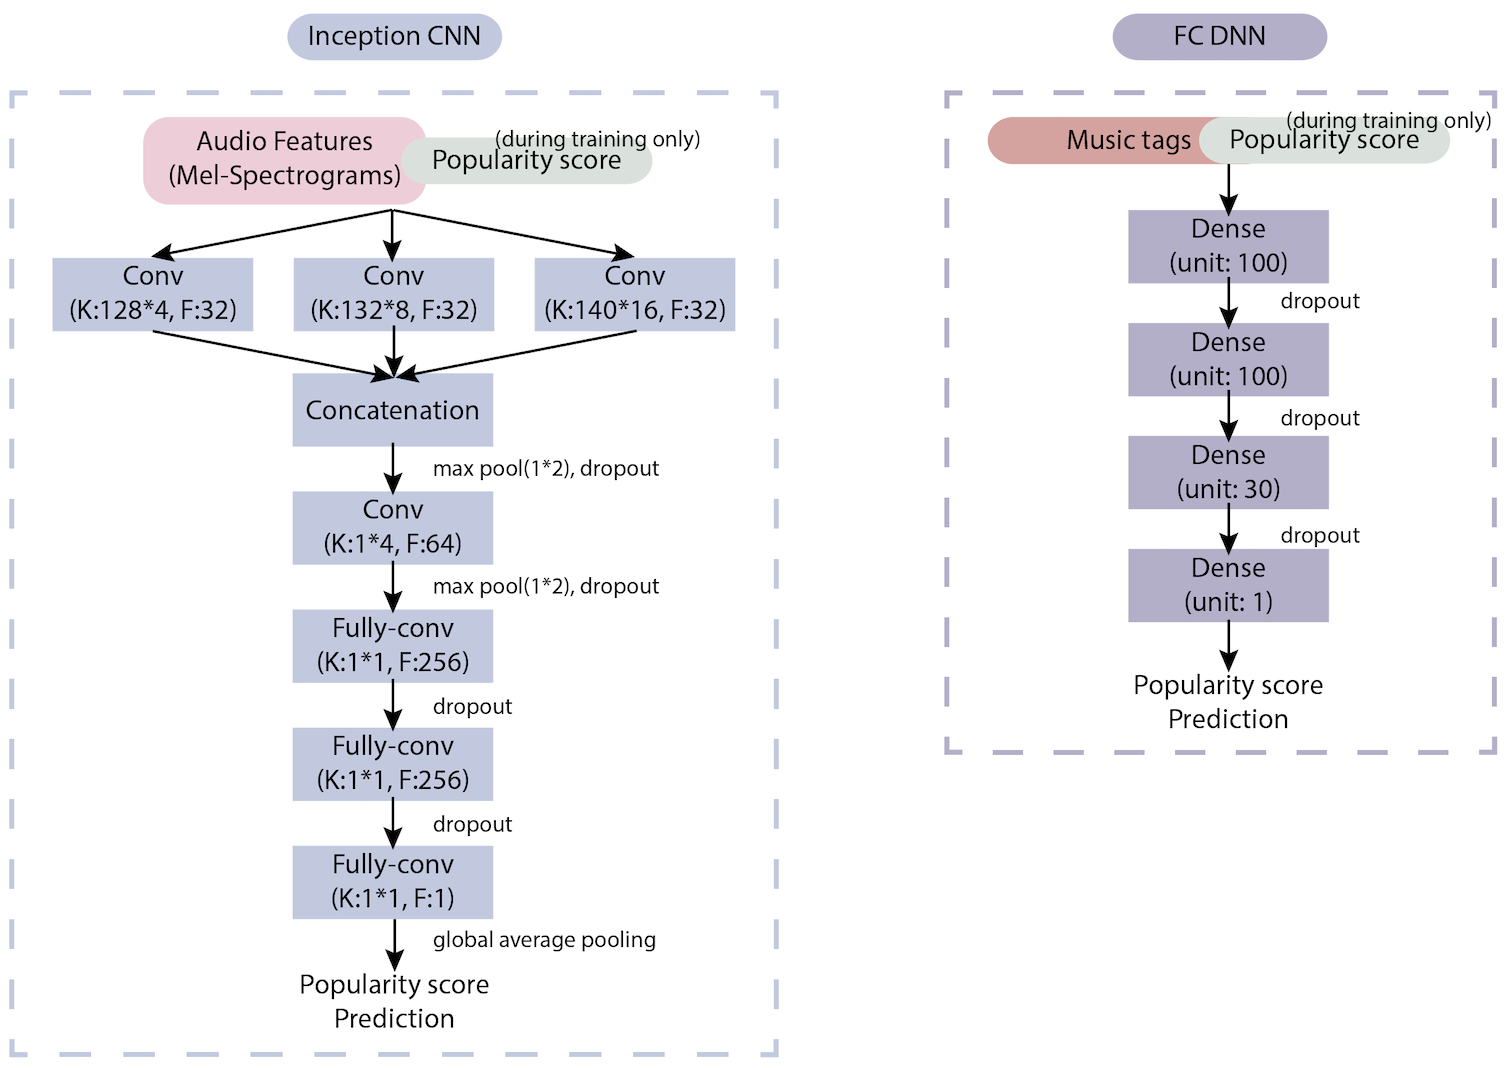 Inception CNN
Audio Features
(Mel-Spectrograms)
(during training only)
Popularity score
Conv
(K:128*4, F:32)
Conv
(K:132*8, F:32)
Conv
(K:140*16, F:32)
Concatenation
max pool(1*2), dropout
Conv
(K:1*4, F:64)
max pool(1*2), dropout
Fully-conv
(K:1*1, F:256)
dropout
Fully-conv
(K:1*1, F:256)
dropout
Fully-conv
(K:1*1, F:1)
global average pooling
Popularity score
Prediction
FC DNN
(during training only)
Music tags
Popularity score
Dense
(unit: 100)
dropout
Dense
(unit: 100)
dropout
Dense
(unit: 30)
dropout
Dense
(unit: 1)
Popularity score
Prediction